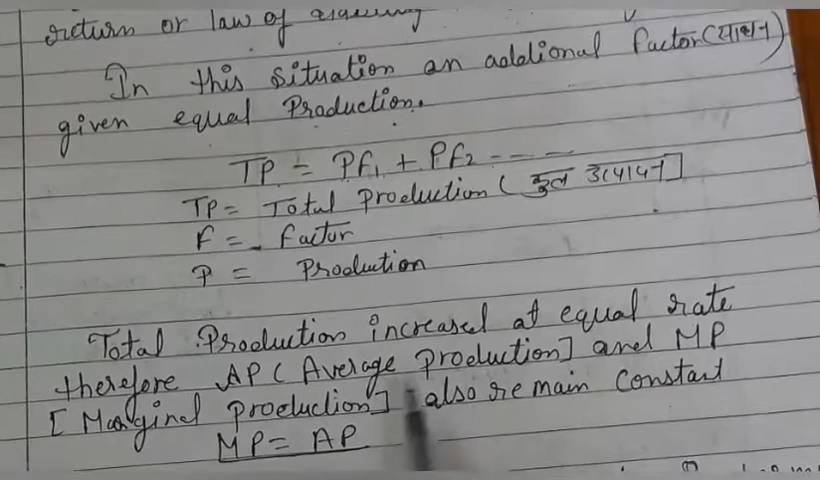 return or law of
In this situation an additional factor (साधन)
given equal Production.
TP = PF1 + PF2 - - - -
TP = Total Production ( कुल उत्पादन ]
F = factor
P = Production
Total Production increased at equal rate
therefore AP ( Average production ] and MP
[ Marginal production ] also remain constant
MP = AP